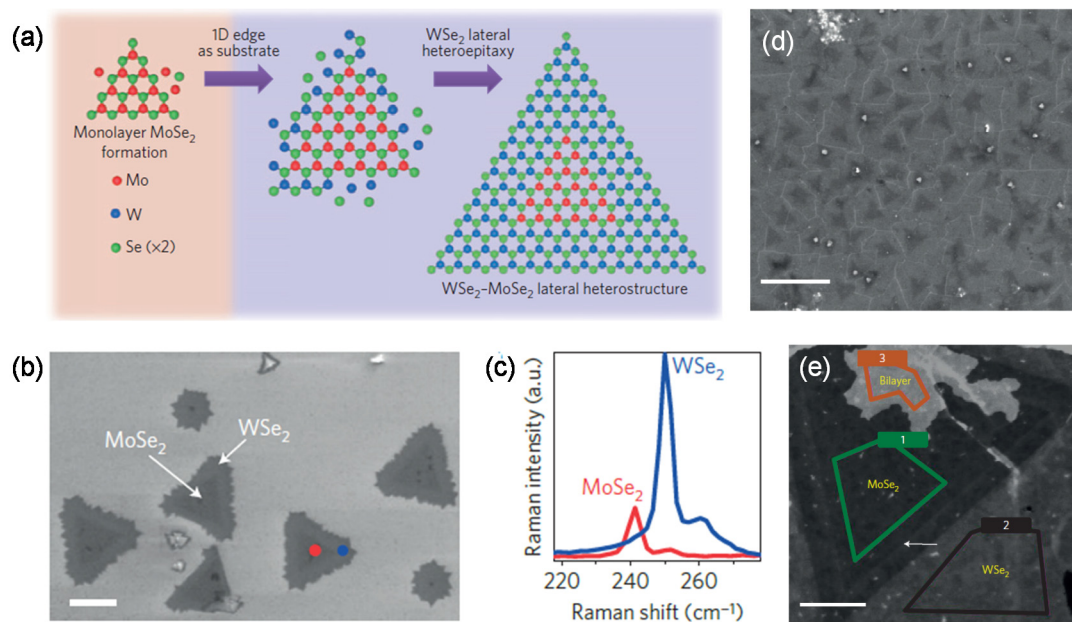 (a)
1D edge
as substrate
WSe₂ lateral
heteroepitaxy
Monolayer MoSe₂
formation
Mo
W
Se (×2)
WSe₂–MoSe₂ lateral heterostructure
(b)
MoSe₂
WSe₂
(c)
Raman intensity (a.u.)
WSe₂
MoSe₂
220 240 260
Raman shift (cm⁻¹)
(d)
(e)
3
Bilayer
1
MoSe₂
2
WSe₂